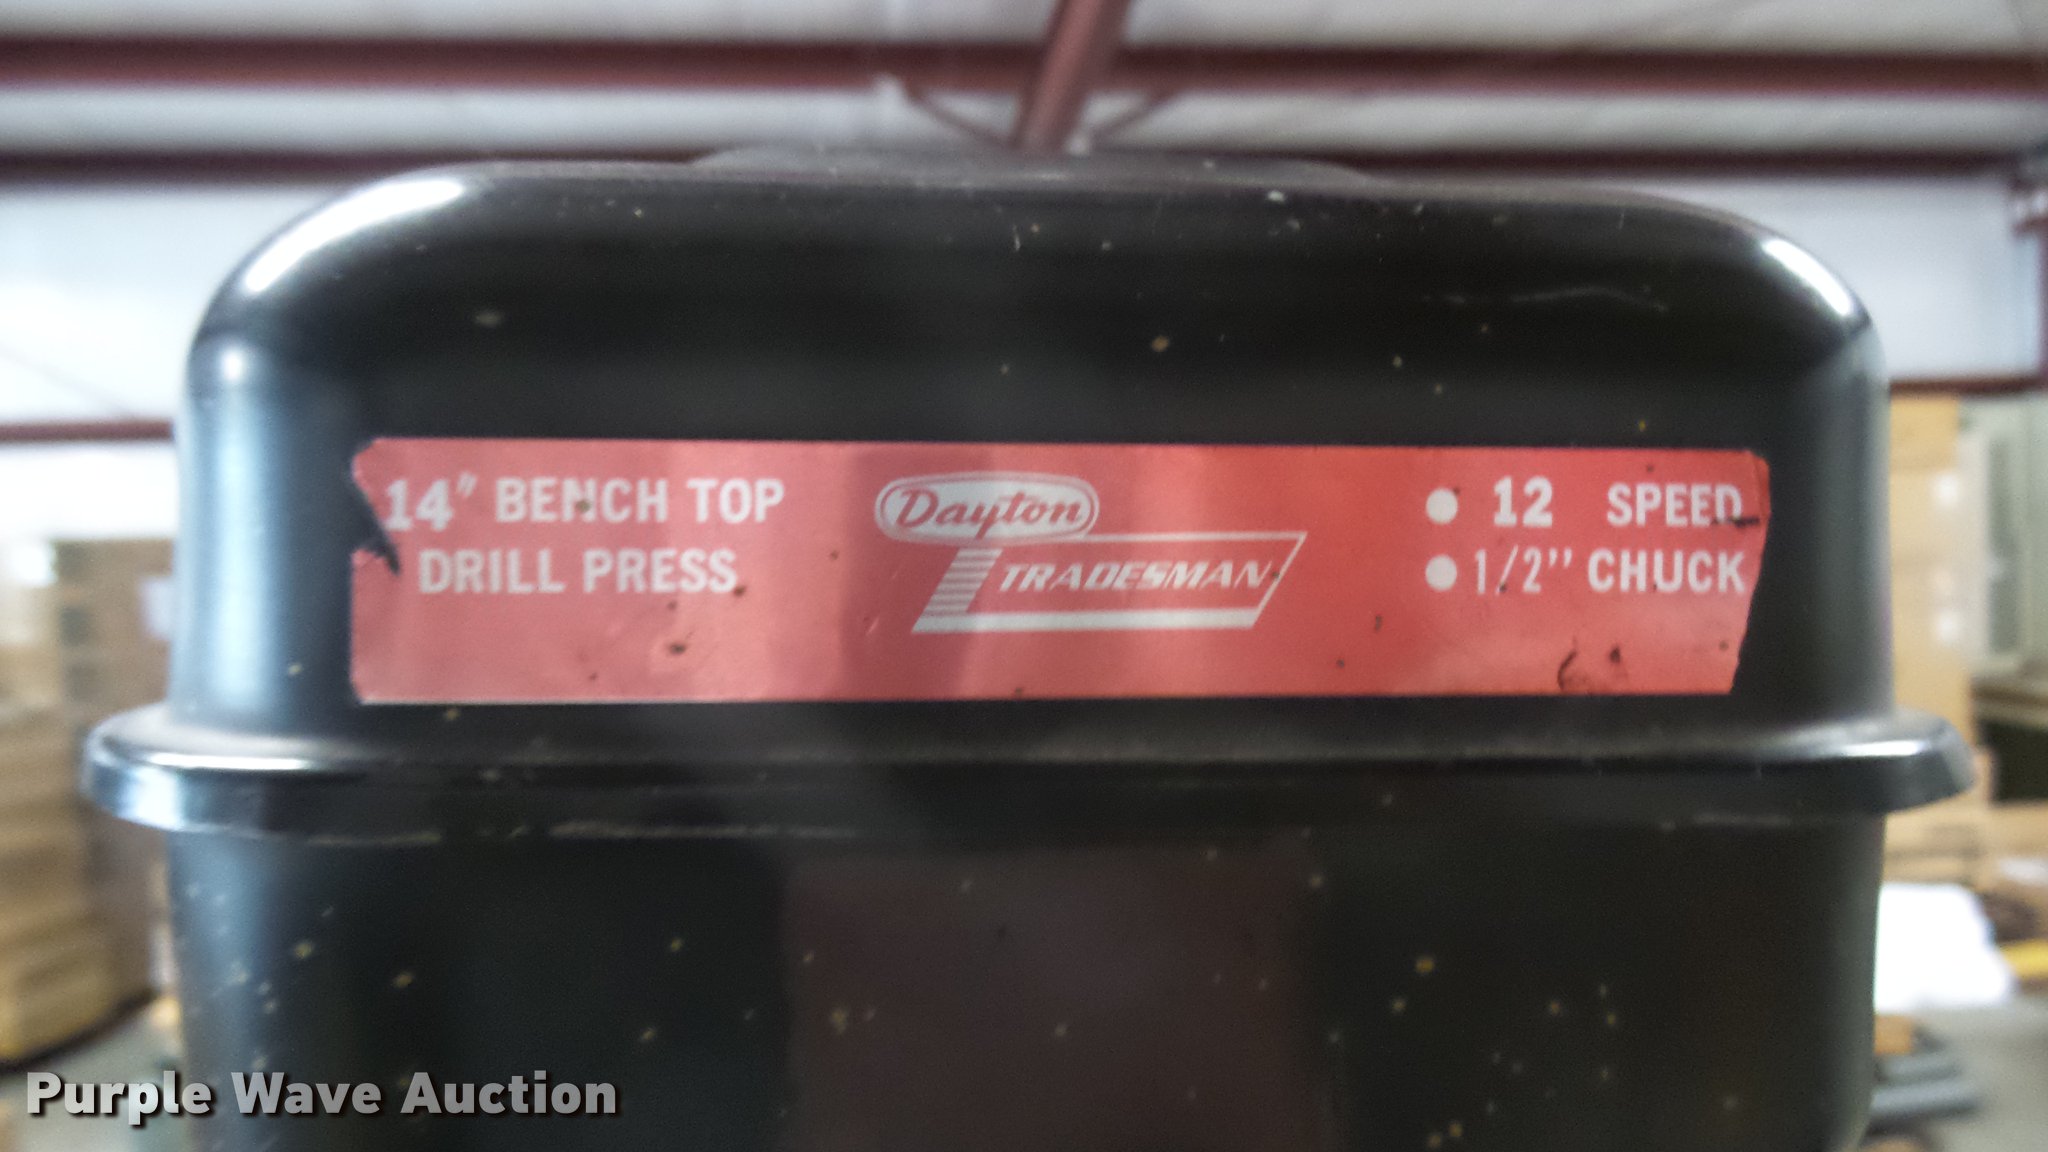 14" BENCH TOP
DRILL PRESS
Dayton
TRADESMAN
● 12 SPEED
● 1/2" CHUCK
Purple Wave Auction